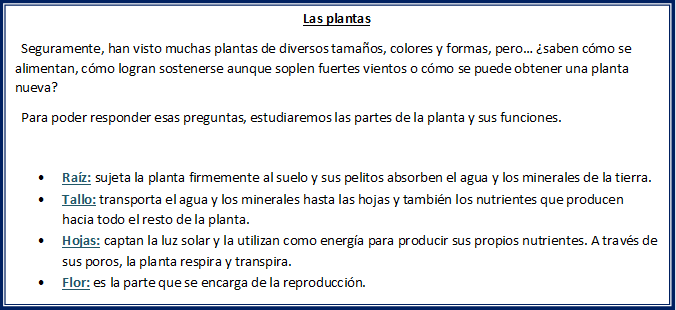 Las plantas
Seguramente, han visto muchas plantas de diversos tamaños, colores y formas, pero... ¿saben cómo se
alimentan, cómo logran sostenerse aunque soplen fuertes vientos o cómo se puede obtener una planta
nueva?
Para poder responder esas preguntas, estudiaremos las partes de la planta y sus funciones.
• Raíz: sujeta la planta firmemente al suelo y sus pelitos absorben el agua y los minerales de la tierra.
• Tallo: transporta el agua y los minerales hasta las hojas y también los nutrientes que producen
hacia todo el resto de la planta.
• Hojas: captan la luz solar y la utilizan como energía para producir sus propios nutrientes. A través de
sus poros, la planta respira y transpira.
• Flor: es la parte que se encarga de la reproducción.